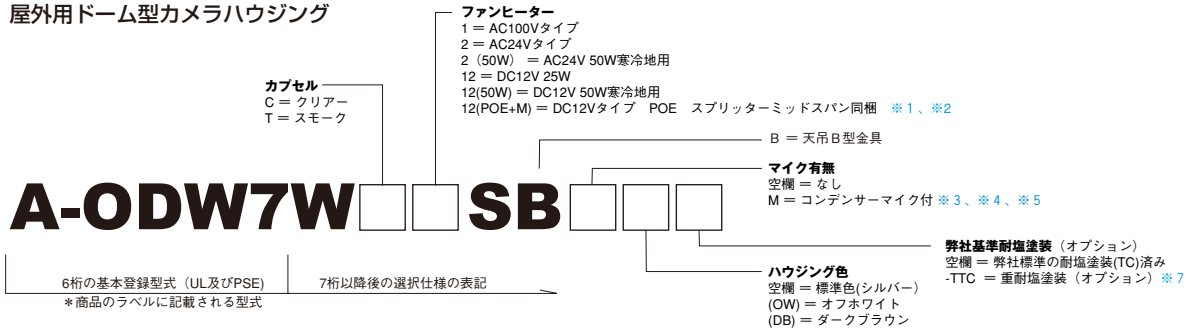 屋外用ドーム型カメラハウジング
ファンヒーター
1 = AC100Vタイプ
2 = AC24Vタイプ
2（50W） = AC24V 50W寒冷地用
12 = DC12V 25W
12(50W) = DC12V 50W寒冷地用
12(POE+M) = DC12Vタイプ　POE　スプリッターミッドスパン同梱　※1、※2
カプセル
C = クリアー
T = スモーク
B = 天吊B型金具
マイク有無
空欄 = なし
M = コンデンサーマイク付 ※3、※4、※5
A-ODW7W□□SB□□□
弊社基準耐塩塗装（オプション）
空欄 = 弊社標準の耐塩塗装(TC)済み
-TTC = 重耐塩塗装（オプション）※7
ハウジング色
空欄 = 標準色(シルバー）
(OW) = オフホワイト
(DB) = ダークブラウン
6桁の基本登録型式（UL及びPSE)
7桁以降後の選択仕様の表記
＊商品のラベルに記載される型式